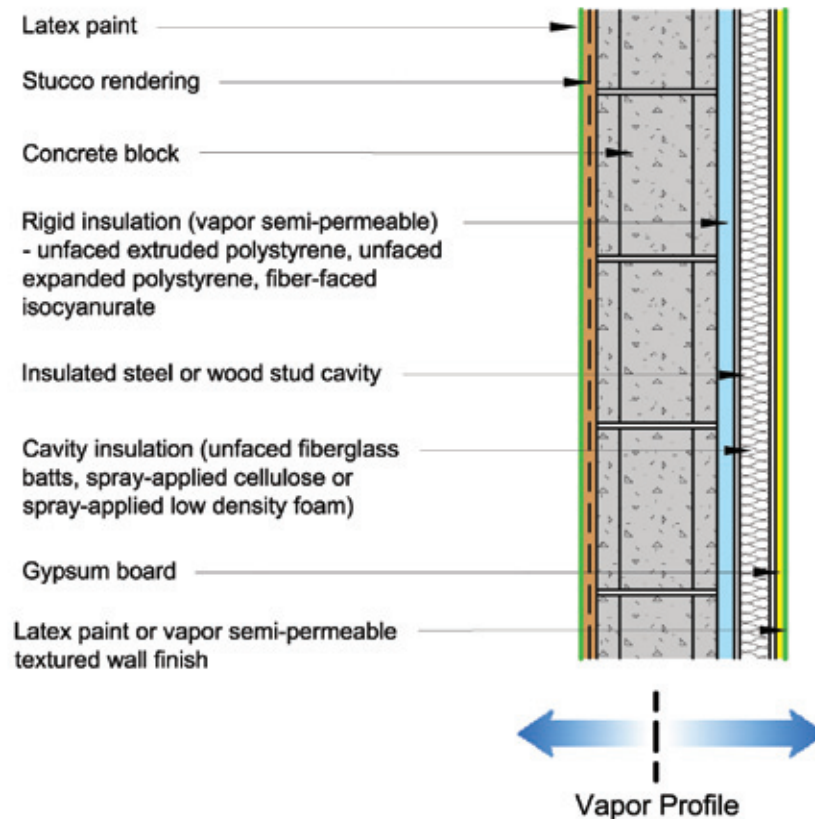 Latex paint
Stucco rendering
Concrete block
Rigid insulation (vapor semi-permeable)
- unfaced extruded polystyrene, unfaced
expanded polystyrene, fiber-faced
isocyanurate
Insulated steel or wood stud cavity
Cavity insulation (unfaced fiberglass
batts, spray-applied cellulose or
spray-applied low density foam)
Gypsum board
Latex paint or vapor semi-permeable
textured wall finish
Vapor Profile